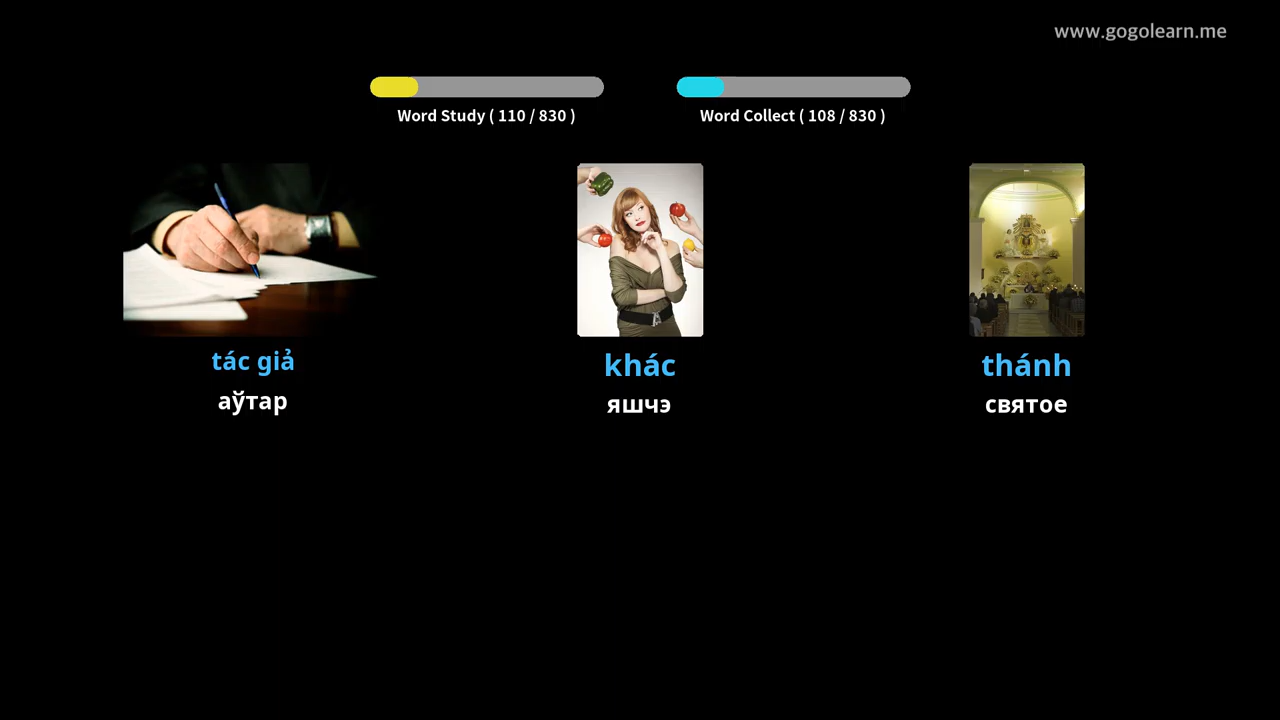 www.gogolearn.me
Word Study ( 110 / 830 )
Word Collect ( 108 / 830 )
tác giả
аўтар
khác
яшчэ
thánh
святое